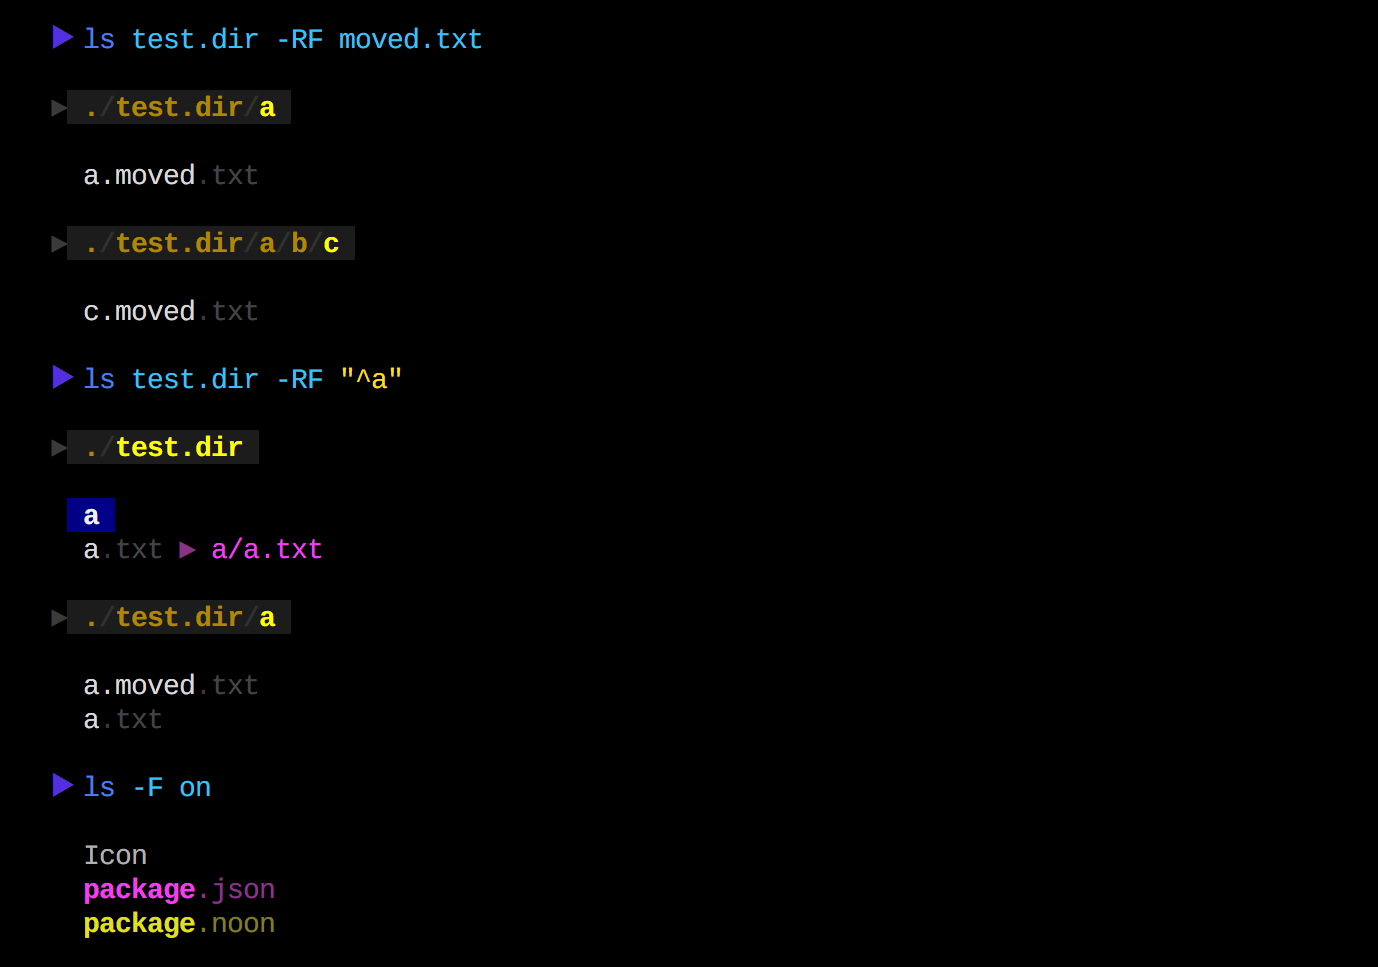 ▶ ls test.dir -RF moved.txt
▶ ./test.dir/a
a.moved.txt
▶ ./test.dir/a/b/c
c.moved.txt
▶ ls test.dir -RF "^a"
▶ ./test.dir
a
a.txt ▶ a/a.txt
▶ ./test.dir/a
a.moved.txt
a.txt
▶ ls -F on
Icon
package.json
package.noon